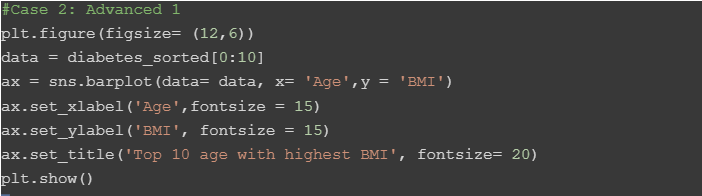 #Case 2: Advanced 1
plt.figure(figsize= (12,6))
data = diabetes_sorted[0:10]
ax = sns.barplot(data= data, x= 'Age',y = 'BMI')
ax.set_xlabel('Age',fontsize = 15)
ax.set_ylabel('BMI', fontsize = 15)
ax.set_title('Top 10 age with highest BMI', fontsize= 20)
plt.show()